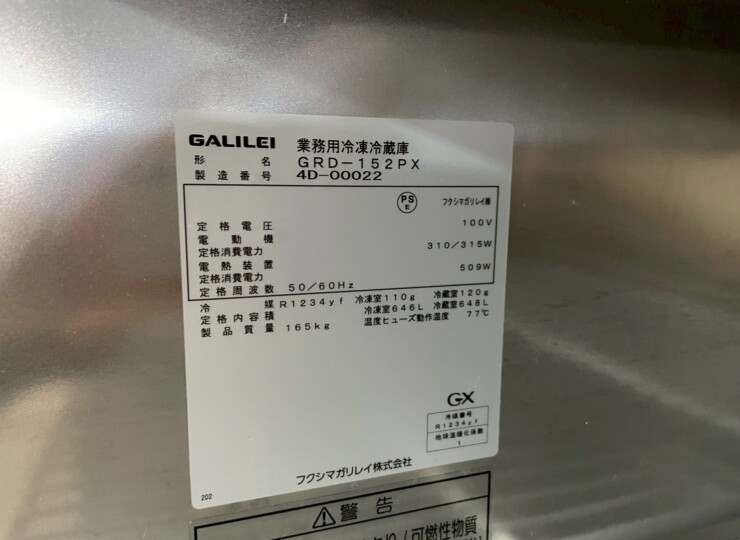 GALILEI 業務用冷凍冷蔵庫
形名 GRD-152PX
製造番号 4D-00022
PS E フクシマガリレイ㈱
定格電圧 100V
電動機
定格消費電力 310/315W
電熱装置
定格消費電力 509W
定格周波数 50/60Hz
冷媒 R1234yf 冷凍室110g 冷蔵室120g
定格内容積 冷凍室646L 冷蔵室648L
製品質量 165kg 温度ヒューズ動作温度 77℃
GX
冷媒番号
R1234yf
地球温暖化係数
1
フクシマガリレイ株式会社
202
警告
/可燃性物質